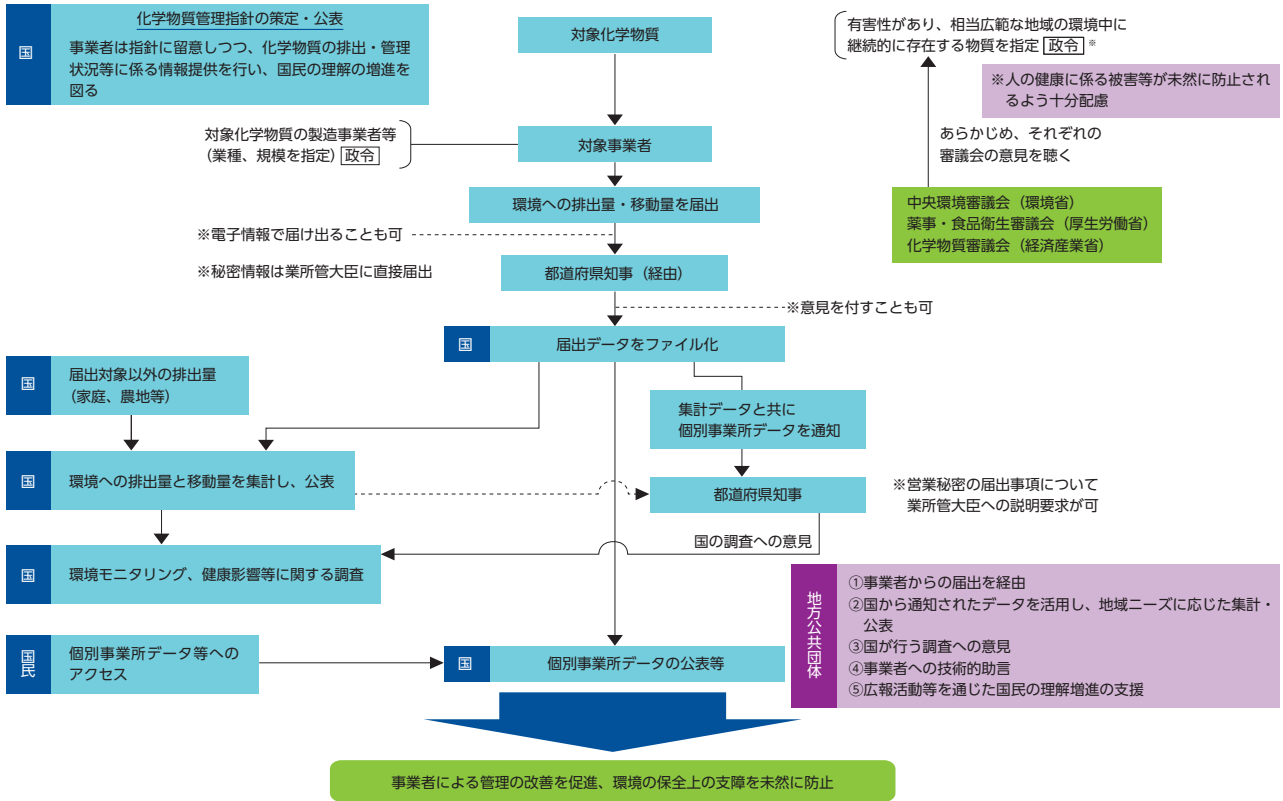 国
化学物質管理指針の策定・公表
事業者は指針に留意しつつ、化学物質の排出・管理
状況等に係る情報提供を行い、国民の理解の増進を
図る
対象化学物質
有害性があり、相当広範な地域の環境中に
継続的に存在する物質を指定 政令 ※
※人の健康に係る被害等が未然に防止され
るよう十分配慮
対象化学物質の製造事業者等
(業種、規模を指定) 政令
対象事業者
あらかじめ、それぞれの
審議会の意見を聴く
環境への排出量・移動量を届出
中央環境審議会（環境省）
薬事・食品衛生審議会（厚生労働省）
化学物質審議会（経済産業省）
※電子情報で届け出ることも可
※秘密情報は業所管大臣に直接届出
都道府県知事（経由）
※意見を付すことも可
国
届出データをファイル化
国
届出対象以外の排出量
（家庭、農地等）
集計データと共に
個別事業所データを通知
国
環境への排出量と移動量を集計し、公表
都道府県知事
※営業秘密の届出事項について
業所管大臣への説明要求が可
国の調査への意見
国
環境モニタリング、健康影響等に関する調査
地方公共団体
①事業者からの届出を経由
②国から通知されたデータを活用し、地域ニーズに応じた集計・
公表
③国が行う調査への意見
④事業者への技術的助言
⑤広報活動等を通じた国民の理解増進の支援
国民
個別事業所データ等への
アクセス
国
個別事業所データの公表等
事業者による管理の改善を促進、環境の保全上の支障を未然に防止